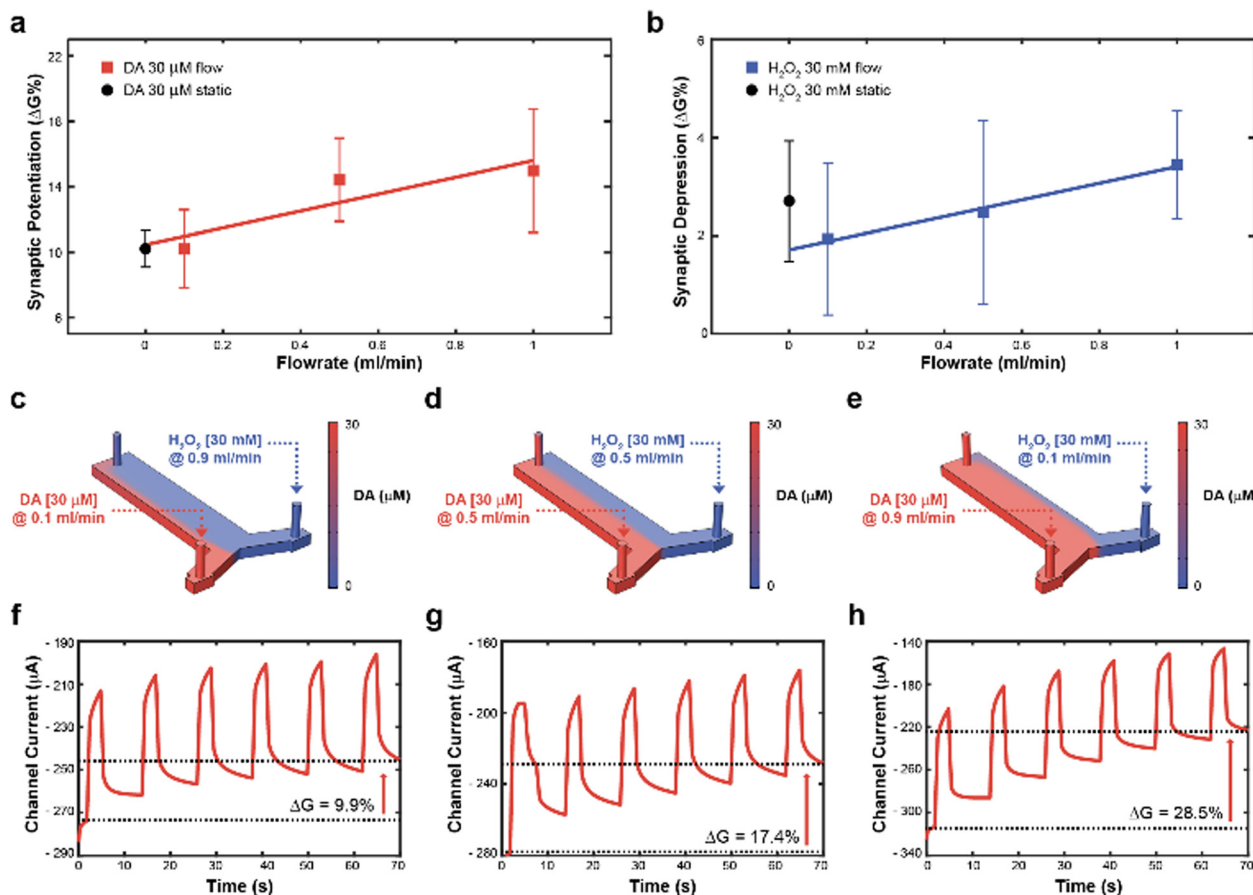 a
22
18
14
10
6
Synaptic Potentiation (ΔG%)
DA 30 μM flow
DA 30 μM static
0 0.2 0.4 0.6 0.8 1
Flowrate (ml/min)
b
6
4
2
0
Synaptic Depression (ΔG%)
H₂O₂ 30 mM flow
H₂O₂ 30 mM static
0 0.2 0.4 0.6 0.8 1
Flowrate (ml/min)
c
H₂O₂ [30 mM]
@ 0.9 ml/min
DA [30 μM]
@ 0.1 ml/min
30
DA (μM)
0
d
H₂O₂ [30 mM]
@ 0.5 ml/min
DA [30 μM]
@ 0.5 ml/min
30
DA (μM)
0
e
H₂O₂ [30 mM]
@ 0.1 ml/min
DA [30 μM]
@ 0.9 ml/min
30
DA (μM)
0
f
- 190
- 210
- 230
- 250
- 270
- 290
Channel Current (μA)
ΔG = 9.9%
0 10 20 30 40 50 60 70
Time (s)
g
- 160
- 200
- 240
- 280
Channel Current (μA)
ΔG = 17.4%
0 10 20 30 40 50 60 70
Time (s)
h
- 140
- 180
- 220
- 260
- 300
- 340
Channel Current (μA)
ΔG = 28.5%
0 10 20 30 40 50 60 70
Time (s)